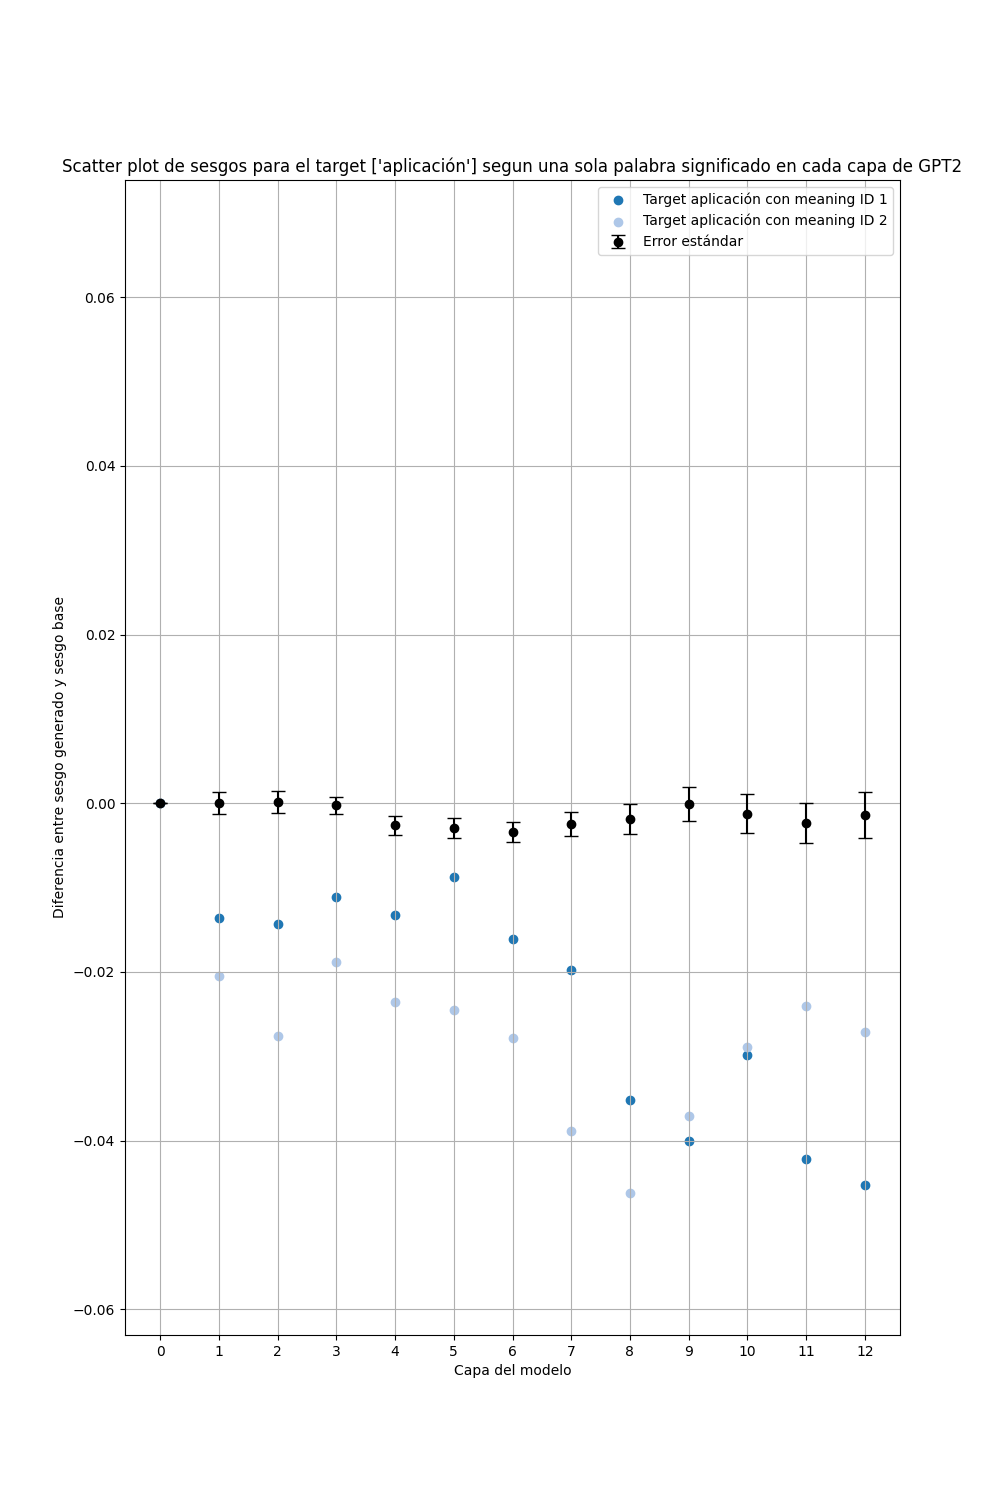 Scatter plot de sesgos para el target ['aplicación'] segun una sola palabra significado en cada capa de GPT2
Target aplicación con meaning ID 1
Target aplicación con meaning ID 2
Error estándar
0.06
0.04
0.02
0.00
−0.02
−0.04
−0.06
Diferencia entre sesgo generado y sesgo base
0 1 2 3 4 5 6 7 8 9 10 11 12
Capa del modelo